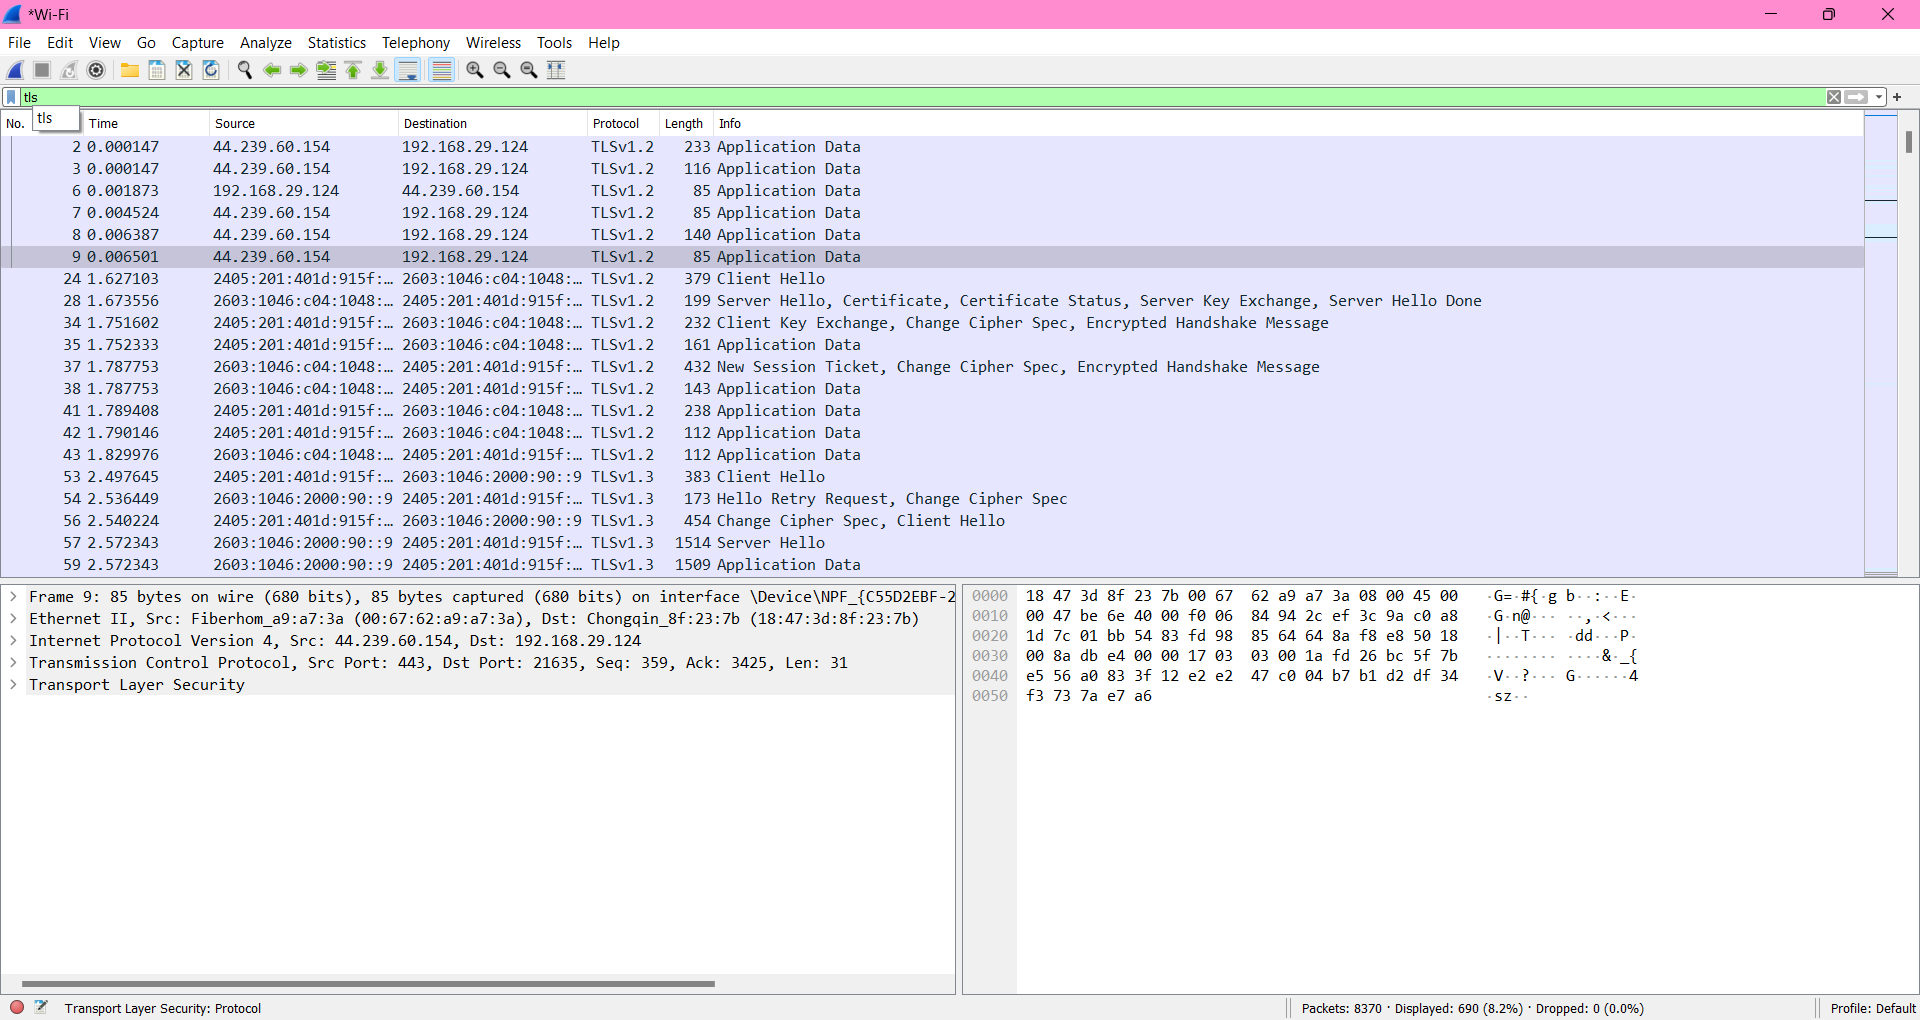 *Wi-Fi
File Edit View Go Capture Analyze Statistics Telephony Wireless Tools Help
tls
tls
No. Time Source Destination Protocol Length Info
2 0.000147 44.239.60.154 192.168.29.124 TLSv1.2 233 Application Data
3 0.000147 44.239.60.154 192.168.29.124 TLSv1.2 116 Application Data
6 0.001873 192.168.29.124 44.239.60.154 TLSv1.2 85 Application Data
7 0.004524 44.239.60.154 192.168.29.124 TLSv1.2 85 Application Data
8 0.006387 44.239.60.154 192.168.29.124 TLSv1.2 140 Application Data
9 0.006501 44.239.60.154 192.168.29.124 TLSv1.2 85 Application Data
24 1.627103 2405:201:401d:915f:… 2603:1046:c04:1048:… TLSv1.2 379 Client Hello
28 1.673556 2603:1046:c04:1048:… 2405:201:401d:915f:… TLSv1.2 199 Server Hello, Certificate, Certificate Status, Server Key Exchange, Server Hello Done
34 1.751602 2405:201:401d:915f:… 2603:1046:c04:1048:… TLSv1.2 232 Client Key Exchange, Change Cipher Spec, Encrypted Handshake Message
35 1.752333 2405:201:401d:915f:… 2603:1046:c04:1048:… TLSv1.2 161 Application Data
37 1.787753 2603:1046:c04:1048:… 2405:201:401d:915f:… TLSv1.2 432 New Session Ticket, Change Cipher Spec, Encrypted Handshake Message
38 1.787753 2603:1046:c04:1048:… 2405:201:401d:915f:… TLSv1.2 143 Application Data
41 1.789408 2405:201:401d:915f:… 2603:1046:c04:1048:… TLSv1.2 238 Application Data
42 1.790146 2405:201:401d:915f:… 2603:1046:c04:1048:… TLSv1.2 112 Application Data
43 1.829976 2603:1046:c04:1048:… 2405:201:401d:915f:… TLSv1.2 112 Application Data
53 2.497645 2405:201:401d:915f:… 2603:1046:2000:90::9 TLSv1.3 383 Client Hello
54 2.536449 2603:1046:2000:90::9 2405:201:401d:915f:… TLSv1.3 173 Hello Retry Request, Change Cipher Spec
56 2.540224 2405:201:401d:915f:… 2603:1046:2000:90::9 TLSv1.3 454 Change Cipher Spec, Client Hello
57 2.572343 2603:1046:2000:90::9 2405:201:401d:915f:… TLSv1.3 1514 Server Hello
59 2.572343 2603:1046:2000:90::9 2405:201:401d:915f:… TLSv1.3 1509 Application Data
Frame 9: 85 bytes on wire (680 bits), 85 bytes captured (680 bits) on interface \Device\NPF_{C55D2EBF-2
Ethernet II, Src: Fiberhom_a9:a7:3a (00:67:62:a9:a7:3a), Dst: Chongqin_8f:23:7b (18:47:3d:8f:23:7b)
Internet Protocol Version 4, Src: 44.239.60.154, Dst: 192.168.29.124
Transmission Control Protocol, Src Port: 443, Dst Port: 21635, Seq: 359, Ack: 3425, Len: 31
Transport Layer Security
0000 18 47 3d 8f 23 7b 00 67 62 a9 a7 3a 08 00 45 00 ·G=·#{·g b··:··E·
0010 00 47 be 6e 40 00 f0 06 84 94 2c ef 3c 9a c0 a8 ·G·n@··· ··,·<···
0020 1d 7c 01 bb 54 83 fd 98 85 64 64 8a f8 e8 50 18 ·|··T··· ·dd···P·
0030 00 8a db e4 00 00 17 03 03 00 1a fd 26 bc 5f 7b ········ ····&·_{
0040 e5 56 a0 83 3f 12 e2 e2 47 c0 04 b7 b1 d2 df 34 ·V··?··· G······4
0050 f3 73 7a e7 a6 ·sz··
Transport Layer Security: Protocol
Packets: 8370 · Displayed: 690 (8.2%) · Dropped: 0 (0.0%)
Profile: Default